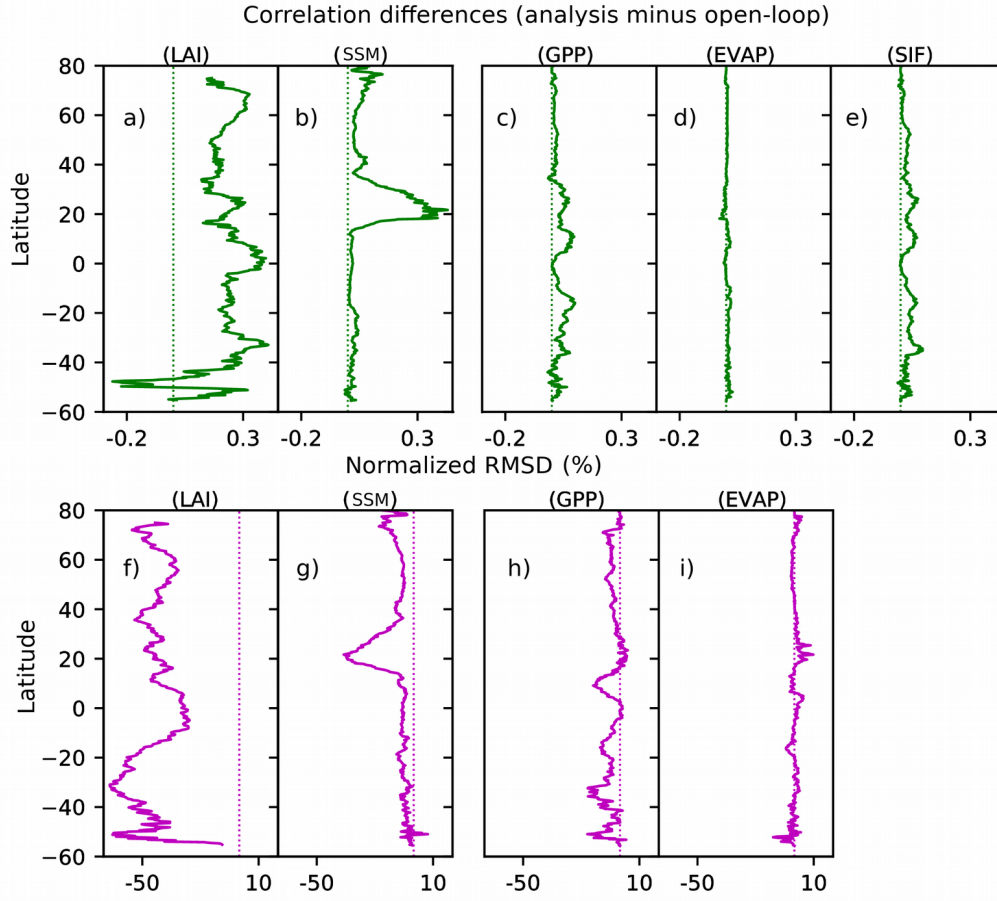 Correlation differences (analysis minus open-loop)
(LAI) (SSM) (GPP) (EVAP) (SIF)
a) b) c) d) e)
Latitude
80
60
40
20
0
−20
−40
−60
-0.2 0.3 -0.2 0.3 -0.2 0.3 -0.2 0.3 -0.2 0.3
Normalized RMSD (%)
(LAI) (SSM) (GPP) (EVAP)
f) g) h) i)
Latitude
80
60
40
20
0
−20
−40
−60
-50 10 -50 10 -50 10 -50 10